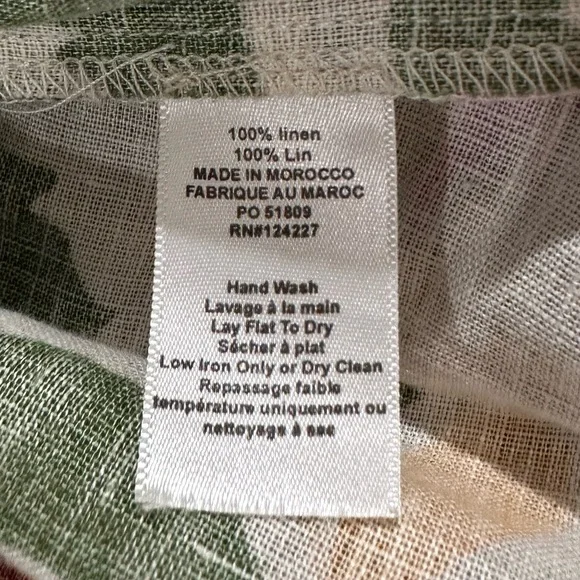 100% linen
100% Lin
MADE IN MOROCCO
FABRIQUE AU MAROC
PO 51809
RN#124227
Hand Wash
Lavage à la main
Lay Flat To Dry
Sécher à plat
Low Iron Only or Dry Clean
Repassage faible
température uniquement ou
nettoyage à sec